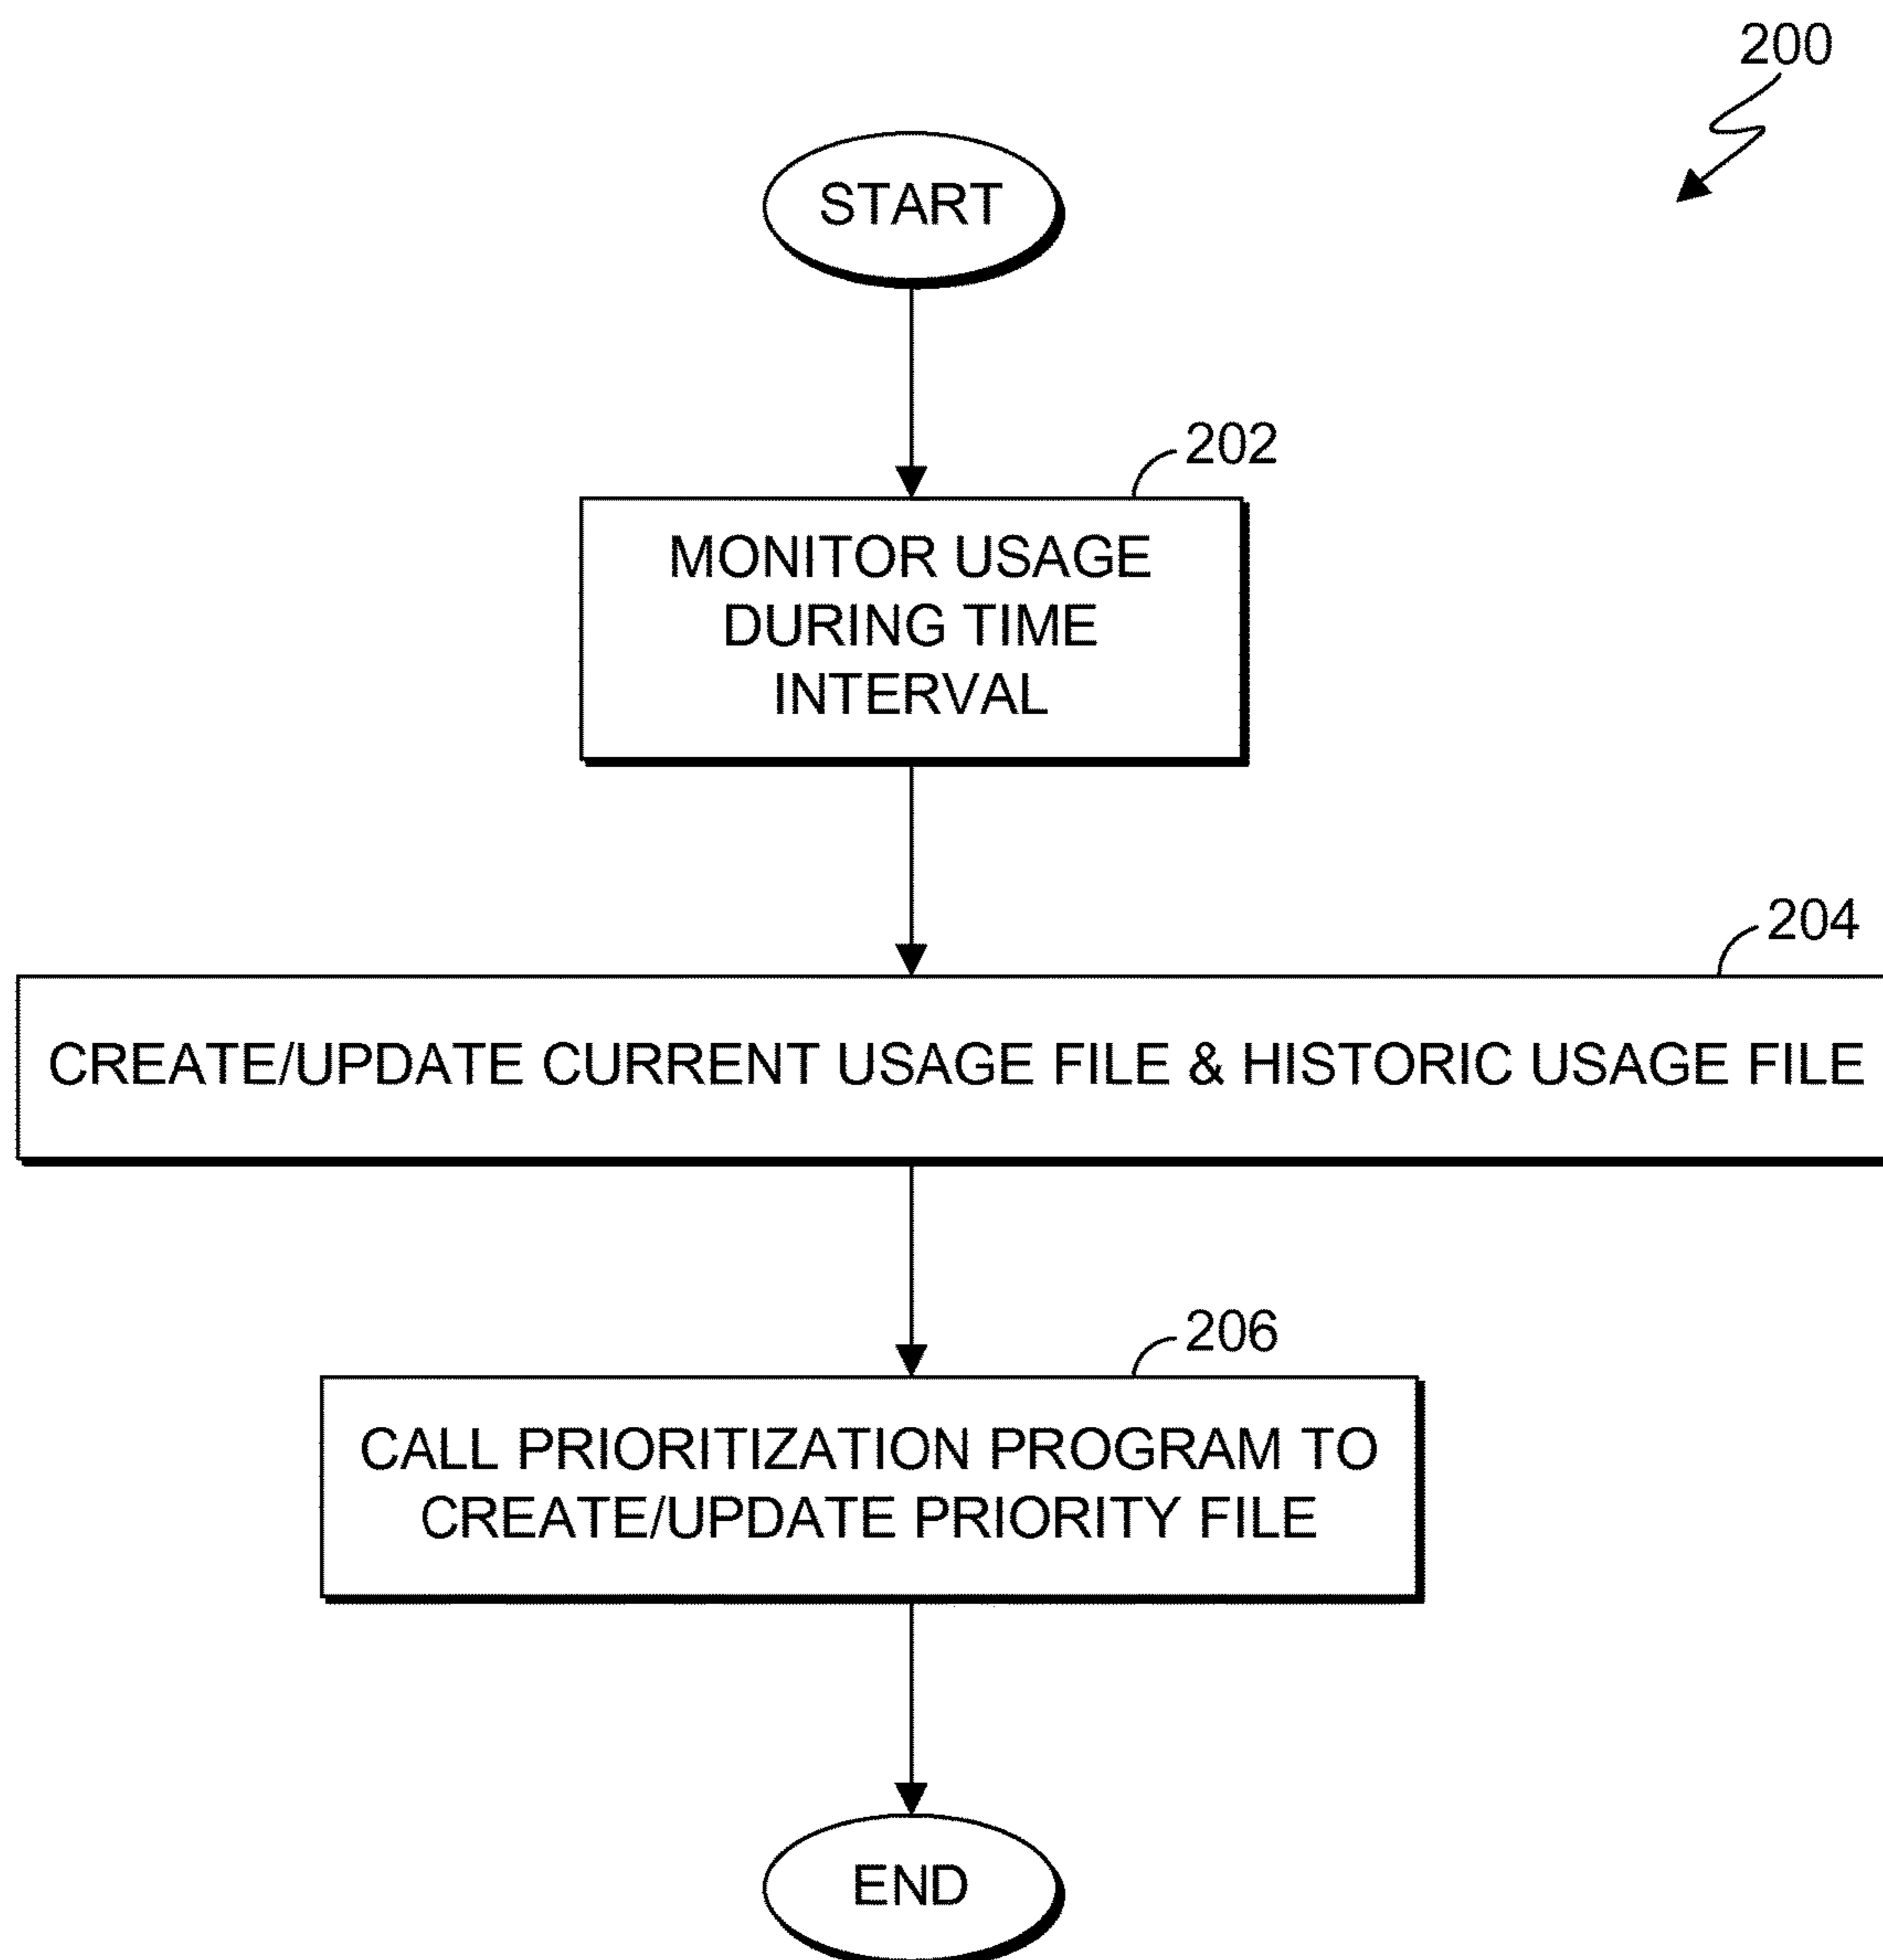 200
START
202
MONITOR USAGE
DURING TIME
INTERVAL
204
CREATE/UPDATE CURRENT USAGE FILE & HISTORIC USAGE FILE
206
CALL PRIORITIZATION PROGRAM TO
CREATE/UPDATE PRIORITY FILE
END